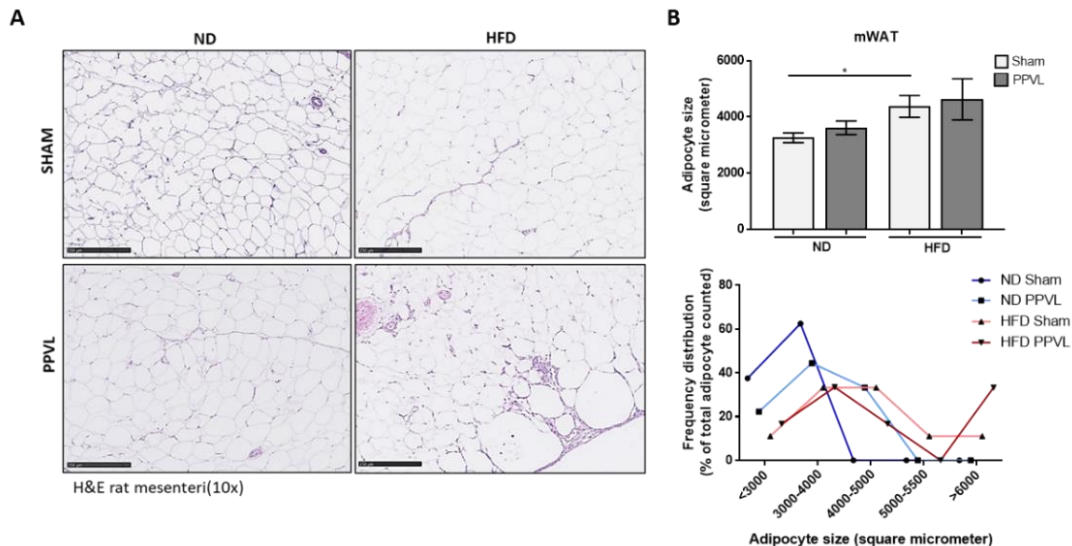 A
ND
HFD
SHAM
PPVL
H&E rat mesenteri(10x)
B
mWAT
Adipocyte size
(square micrometer)
6000
4000
2000
0
*
Sham
PPVL
ND
HFD
Frequency distribution
(% of total adipocyte counted)
80
60
40
20
0
ND Sham
ND PPVL
HFD Sham
HFD PPVL
<3000
3000-4000
4000-5000
5000-5500
>6000
Adipocyte size (square micrometer)